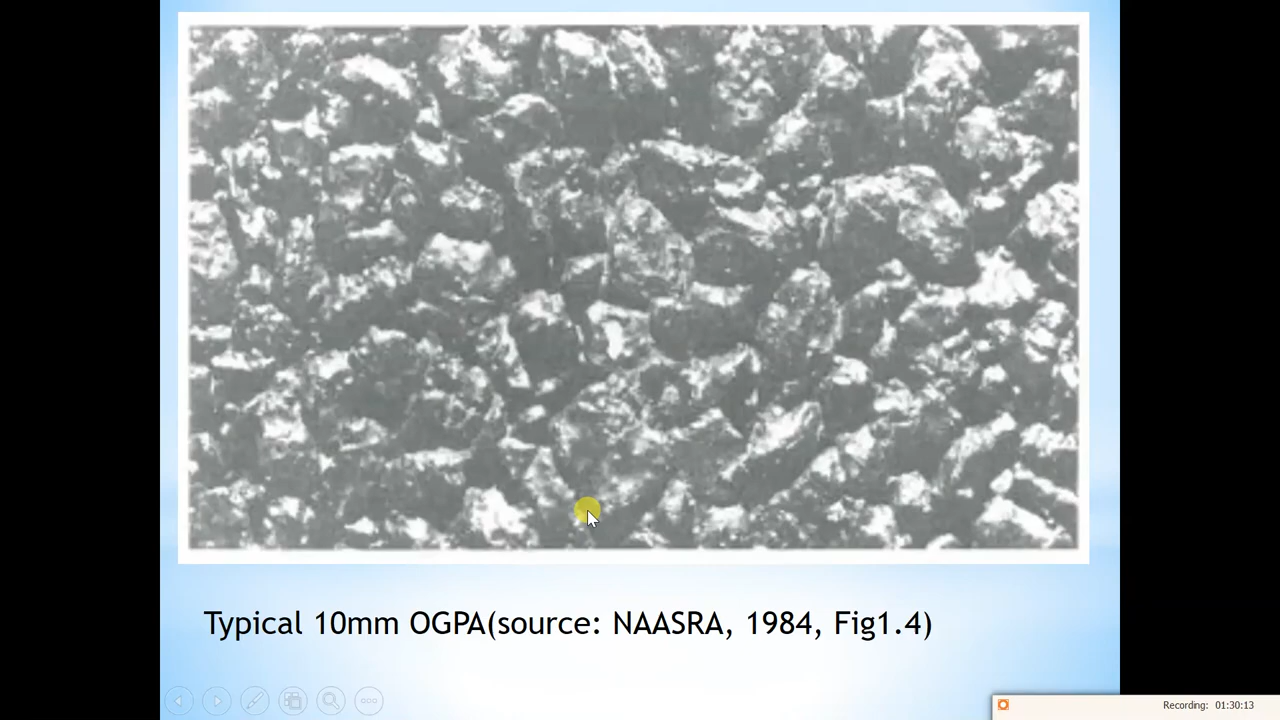 Typical 10mm OGPA(source: NAASRA, 1984, Fig1.4)
Recording: 01:30:13